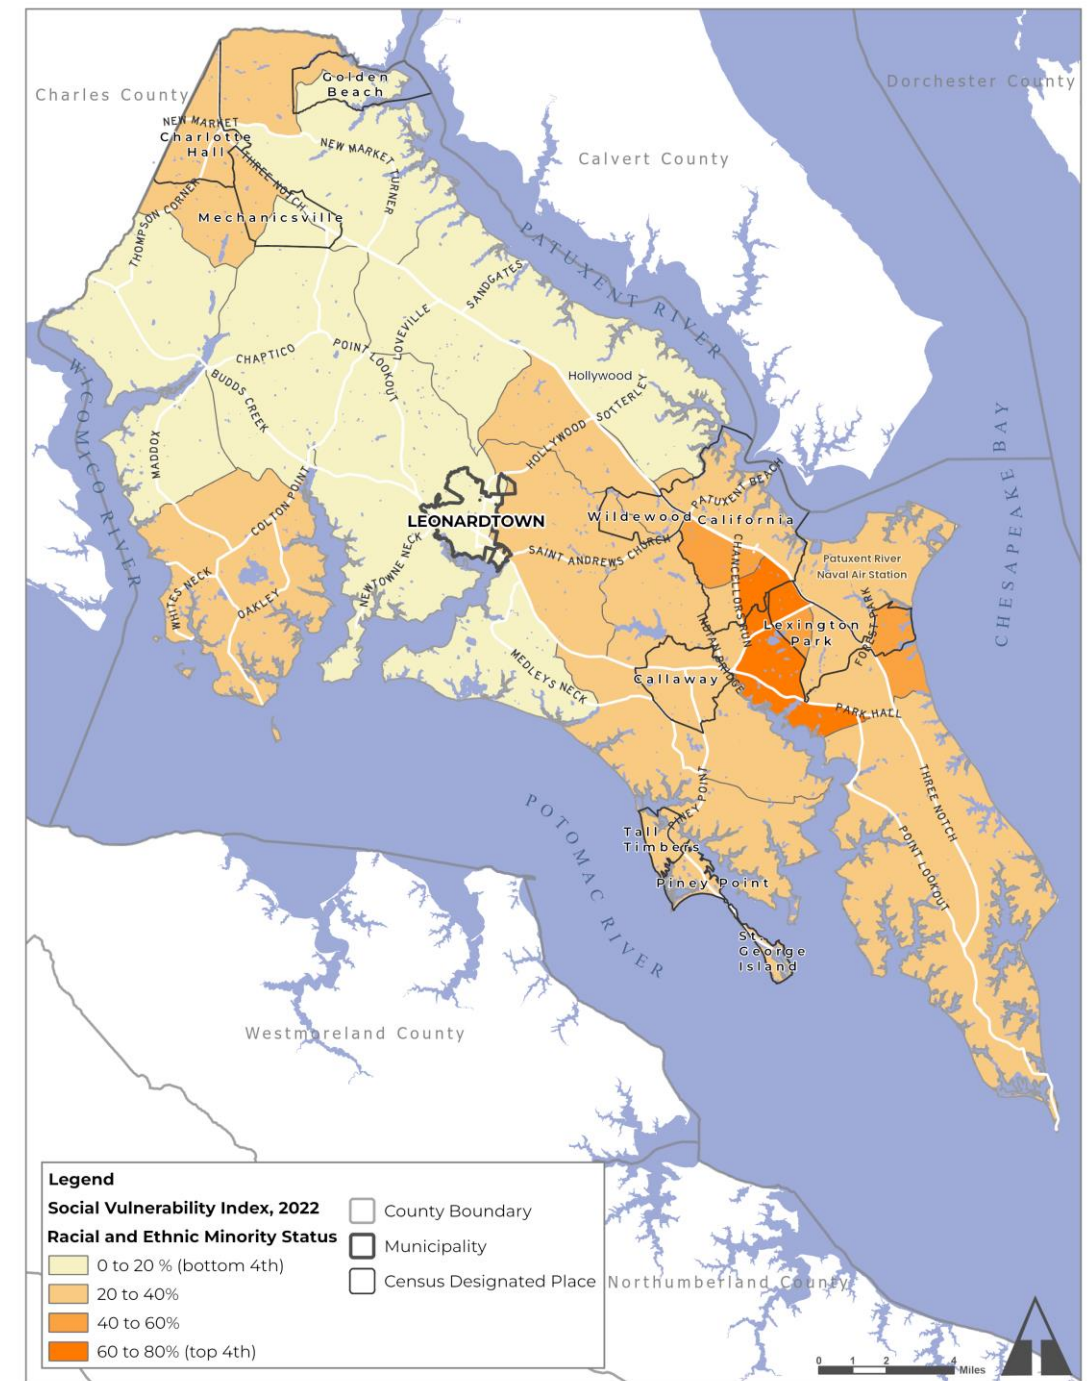 Charles County
Golden
Beach
Dorchester County
NEW MARKET
Charlotte
Hall
NEW MARKET TURNER
THREE NOTCH
Calvert County
THOMPSON CORNER
Mechanicsville
PATUXENT RIVER
SANDGATES
LOVEVILLE
CHAPTICO
POINT LOOKOUT
Hollywood
BUDDS CREEK
WICOMICO RIVER
HOLLYWOOD
SOTTERLEY
MADDOX
COLTON POINT
PATUXENT BEACH
CHESAPEAKE BAY
LEONARDTOWN
Wildewood
California
SAINT ANDREWS CHURCH
CHANCELLORS RUN
Patuxent River
Naval Air Station
NEWTOWNE NECK
WHITES NECK
OAKLEY
Lexington
Park
FOREST PARK
INDIAN BRIDGE
MEDLEYS NECK
Callaway
PARK HALL
PINEY POINT
THREE NOTCH
POTOMAC RIVER
Tall
Timbers
POINT LOOKOUT
Piney Point
St.
George
Island
Westmoreland County
Legend
Social Vulnerability Index, 2022
Racial and Ethnic Minority Status
0 to 20 % (bottom 4th)
20 to 40%
40 to 60%
60 to 80% (top 4th)
County Boundary
Municipality
Census Designated Place
Northumberland County
0 1 2 4
Miles